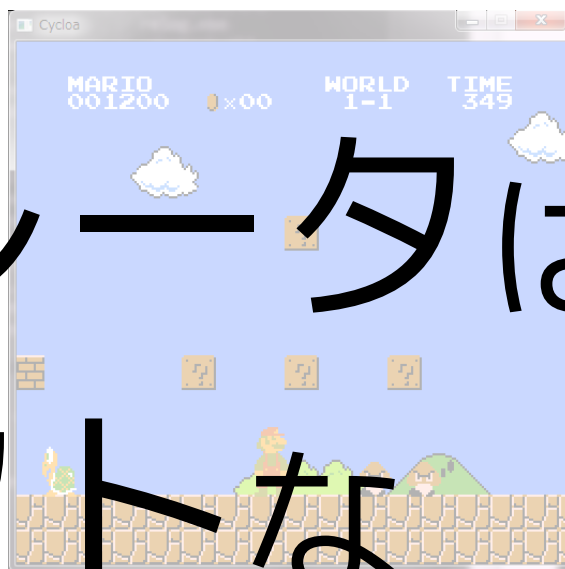 Cycloa
MARIO WORLD TIME
001200 ×00 1-1 349
ータは
トな